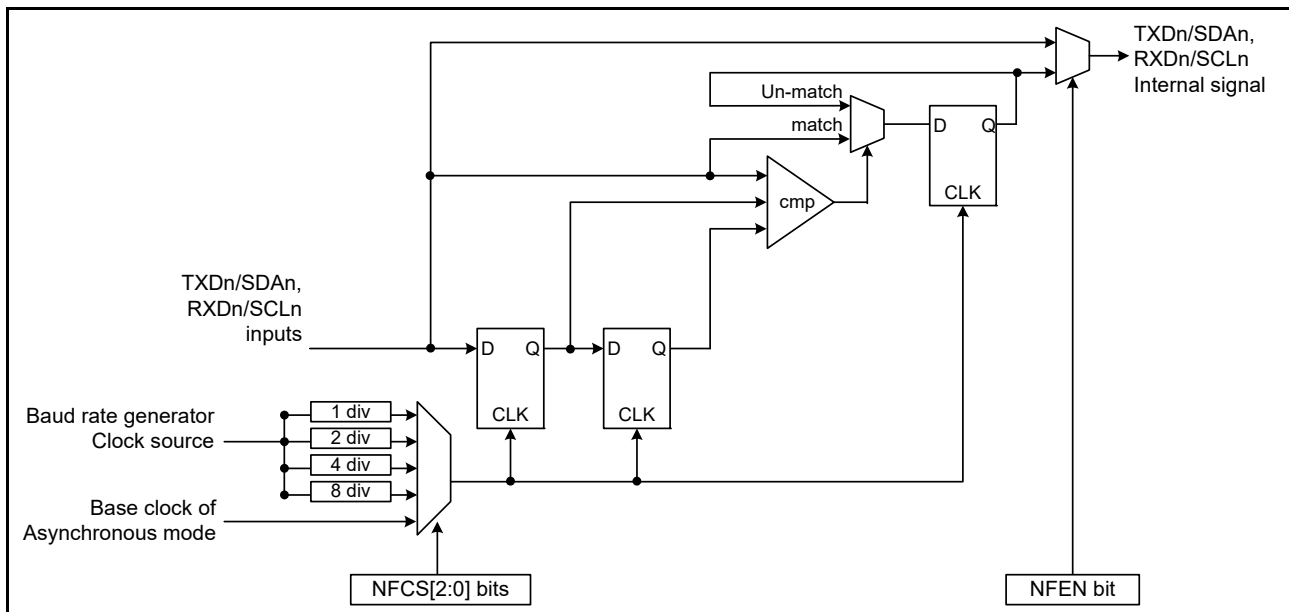 TXDn/SDAn,
RXDn/SCLn
Internal signal
Un-match
match
D
Q
CLK
cmp
TXDn/SDAn,
RXDn/SCLn
inputs
D
Q
CLK
D
Q
CLK
Baud rate generator
Clock source
1 div
2 div
4 div
8 div
Base clock of
Asynchronous mode
NFCS[2:0] bits
NFEN bit